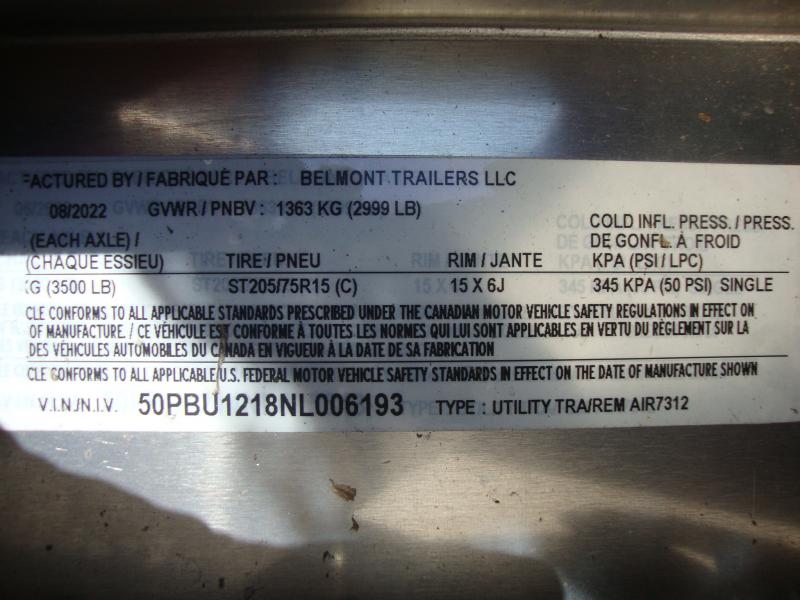 ACTURED BY / FABRIQUÉ PAR : BELMONT TRAILERS LLC
08/2022 GVWR / PNBV : 1363 KG (2999 LB)
(EACH AXLE) / COLD INFL. PRESS. / PRESS.
DE GONFL. À FROID
(CHAQUE ESSIEU) TIRE / PNEU RIM / JANTE KPA (PSI / LPC)
KG (3500 LB) ST205/75R15 (C) 15 X 6J 345 KPA (50 PSI) SINGLE
CLE CONFORMS TO ALL APPLICABLE STANDARDS PRESCRIBED UNDER THE CANADIAN MOTOR VEHICLE SAFETY REGULATIONS IN EFFECT ON
OF MANUFACTURE. / CE VÉHICULE EST CONFORME À TOUTES LES NORMES QUI LUI SONT APPLICABLES EN VERTU DU RÈGLEMENT SUR LA
DES VÉHICULES AUTOMOBILES DU CANADA EN VIGUEUR À LA DATE DE SA FABRICATION
CLE CONFORMS TO ALL APPLICABLE U.S. FEDERAL MOTOR VEHICLE SAFETY STANDARDS IN EFFECT ON THE DATE OF MANUFACTURE SHOWN
V.I.N./N.I.V. 50PBU1218NL006193 TYPE : UTILITY TRA/REM AIR7312